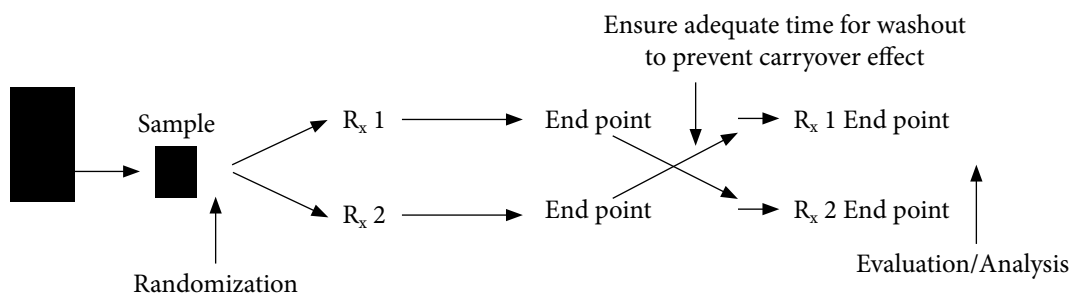 Ensure adequate time for washout
to prevent carryover effect
Sample
Rₓ 1
End point
Rₓ 1 End point
Rₓ 2
End point
Rₓ 2 End point
Randomization
Evaluation/Analysis